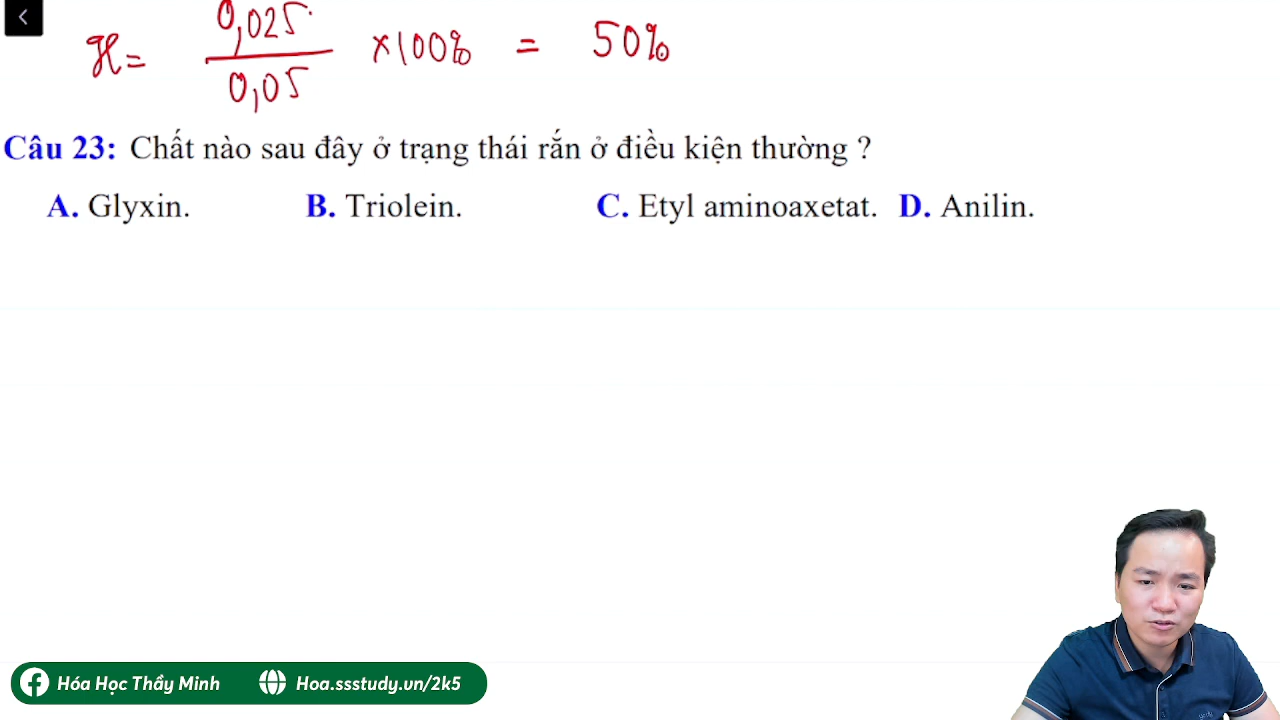 H = 0,025 / 0,05 ×100% = 50%
Câu 23: Chất nào sau đây ở trạng thái rắn ở điều kiện thường ?
A. Glyxin. B. Triolein. C. Etyl aminoaxetat. D. Anilin.
Hóa Học Thầy Minh Hoa.ssstudy.vn/2k5